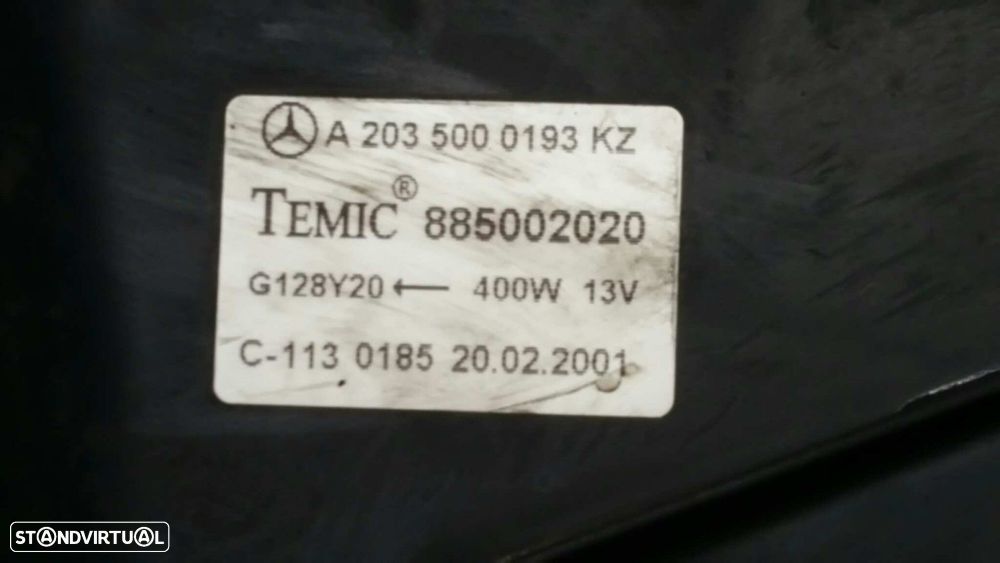 A 203 500 0193 KZ
TEMIC® 885002020
G128Y20 ← 400W 13V
C-113 0185 20.02.2001
STANDVIRTUAL